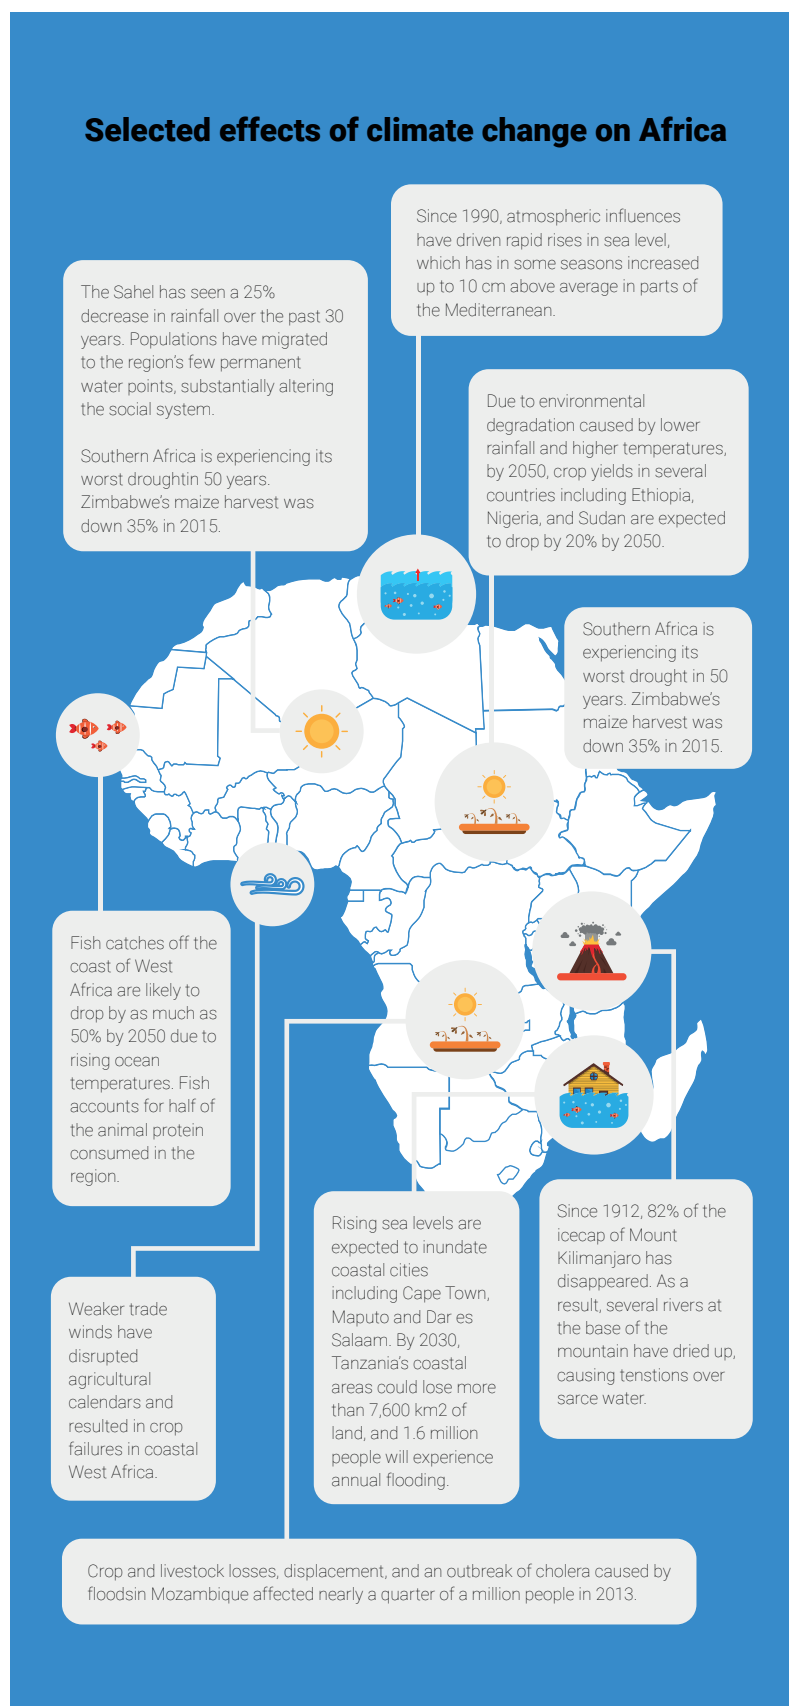 Selected effects of climate change on Africa
Since 1990, atmospheric influences
have driven rapid rises in sea level,
which has in some seasons increased
up to 10 cm above average in parts of
the Mediterranean.
The Sahel has seen a 25%
decrease in rainfall over the past 30
years. Populations have migrated
to the region's few permanent
water points, substantially altering
the social system.
Southern Africa is experiencing its
worst droughtin 50 years.
Zimbabwe's maize harvest was
down 35% in 2015.
Due to environmental
degradation caused by lower
rainfall and higher temperatures,
by 2050, crop yields in several
countries including Ethiopia,
Nigeria, and Sudan are expected
to drop by 20% by 2050.
Southern Africa is
experiencing its
worst drought in 50
years. Zimbabwe's
maize harvest was
down 35% in 2015.
Fish catches off the
coast of West
Africa are likely to
drop by as much as
50% by 2050 due to
rising ocean
temperatures. Fish
accounts for half of
the animal protein
consumed in the
region.
Rising sea levels are
expected to inundate
coastal cities
including Cape Town,
Maputo and Dar es
Salaam. By 2030,
Tanzania's coastal
areas could lose more
than 7,600 km2 of
land, and 1.6 million
people will experience
annual flooding.
Since 1912, 82% of the
icecap of Mount
Kilimanjaro has
disappeared. As a
result, several rivers at
the base of the
mountain have dried up,
causing tenstions over
sarce water.
Weaker trade
winds have
disrupted
agricultural
calendars and
resulted in crop
failures in coastal
West Africa.
Crop and livestock losses, displacement, and an outbreak of cholera caused by
floodsin Mozambique affected nearly a quarter of a million people in 2013.